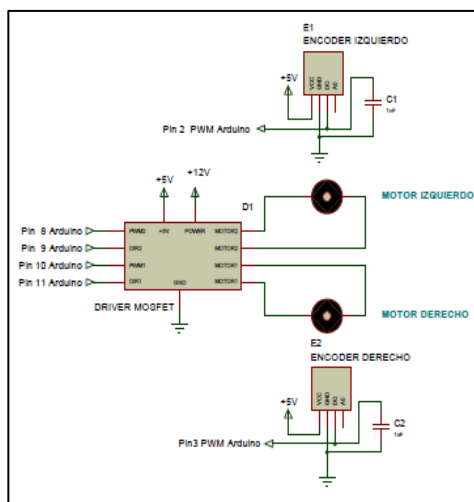 E1
ENCODER IZQUIERDO
+5V
VCC
GND
DO
A0
C1
1uF
Pin 2 PWM Arduino
+5V
+12V
D1
MOTOR IZQUIERDO
Pin 8 Arduino
PWM2
+5V
POWER
MOTOR2
Pin 9 Arduino
DIR2
MOTOR2
Pin 10 Arduino
PWM1
MOTOR1
Pin 11 Arduino
DIR1
GND
MOTOR1
DRIVER MOSFET
MOTOR DERECHO
E2
ENCODER DERECHO
+5V
VCC
GND
DO
A0
C2
1uF
Pin3 PWM Arduino